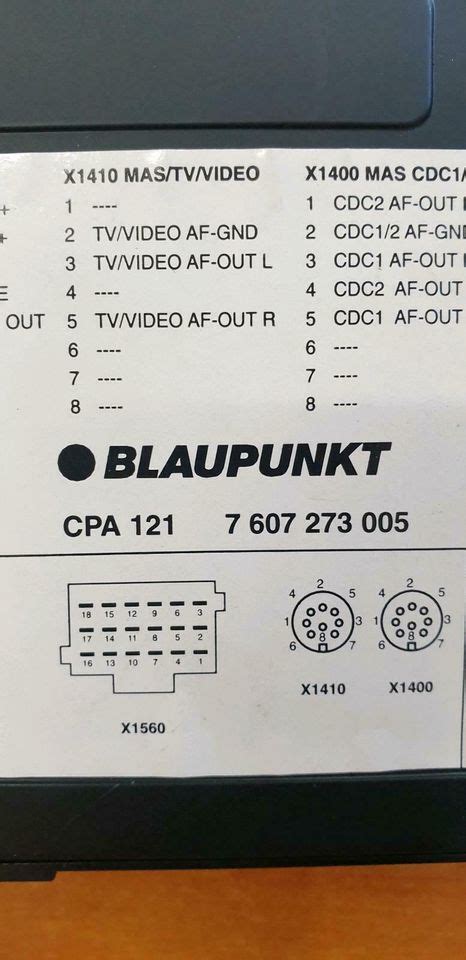 +
+
E
OUT
X1410 MAS/TV/VIDEO
1 ----
2 TV/VIDEO AF-GND
3 TV/VIDEO AF-OUT L
4 ----
5 TV/VIDEO AF-OUT R
6 ----
7 ----
8 ----
X1400 MAS CDC1/
1 CDC2 AF-OUT
2 CDC1/2 AF-GND
3 CDC1 AF-OUT
4 CDC2 AF-OUT
5 CDC1 AF-OUT
6 ----
7 ----
8 ----
BLAUPUNKT
CPA 121 7 607 273 005
18 15 12 9 6 3
17 14 11 8 5 2
16 13 10 7 4 1
X1560
2
4 5
1 3
8
6 7
X1410
2
4 5
1 3
8
6 7
X1400